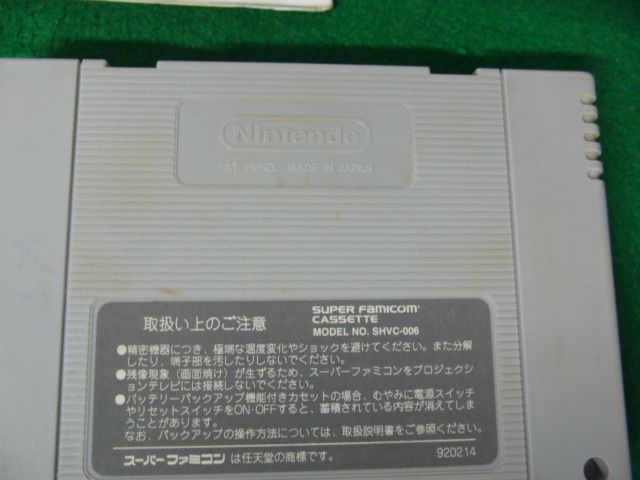 Nintendo
PAT. PEND. MADE IN JAPAN
取扱い上のご注意
SUPER FAMICOM
CASSETTE
MODEL NO. SHVC-006
●精密機器につき、極端な温度変化やショックを避けてください。また分解
したり、端子部を汚したりしないでください。
●残像現象（画面焼け）が生ずるため、スーパーファミコンをプロジェクシ
ョンテレビには接続しないでください。
●バッテリーバックアップ機能付きカセットの場合、むやみに電源スイッチ
やリセットスイッチをON・OFFすると、蓄積されている内容が消えてしま
うことがあります。
なお、バックアップの操作方法については、取扱説明書をご参照ください。
スーパーファミコン は任天堂の商標です。
920214